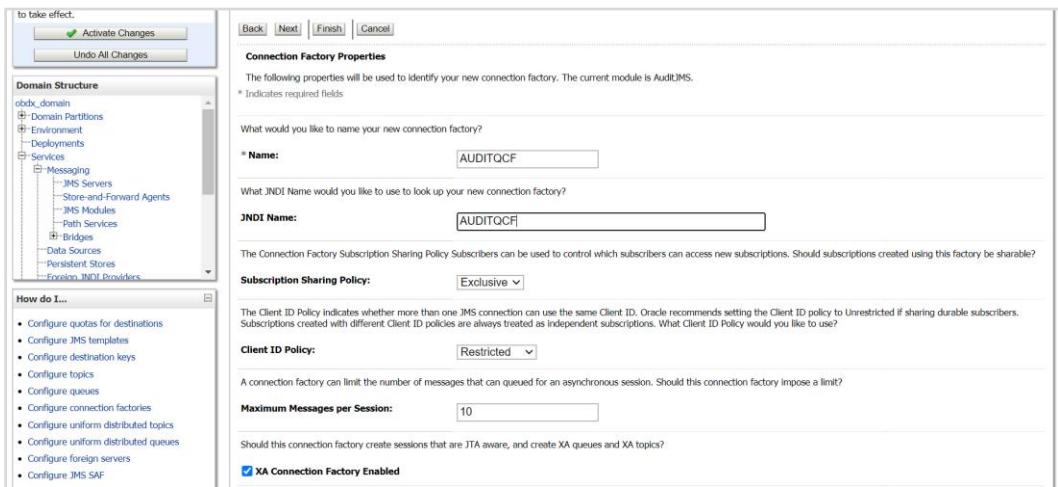 to take effect.
Activate Changes
Undo All Changes
Domain Structure
obdx_domain
Domain Partitions
Environment
Deployments
Services
Messaging
JMS Servers
Store-and-Forward Agents
JMS Modules
Path Services
Bridges
Data Sources
Persistent Stores
Foreign JNDI Providers
How do I...
Configure quotas for destinations
Configure JMS templates
Configure destination keys
Configure topics
Configure queues
Configure connection factories
Configure uniform distributed topics
Configure uniform distributed queues
Configure foreign servers
Configure JMS SAF
Back Next Finish Cancel
Connection Factory Properties
The following properties will be used to identify your new connection factory. The current module is AuditJMS.
* Indicates required fields
What would you like to name your new connection factory?
* Name: AUDITQCF
What JNDI Name would you like to use to look up your new connection factory?
JNDI Name: AUDITQCF
The Connection Factory Subscription Sharing Policy Subscribers can be used to control which subscribers can access new subscriptions. Should subscriptions created using this factory be sharable?
Subscription Sharing Policy: Exclusive
The Client ID Policy indicates whether more than one JMS connection can use the same Client ID. Oracle recommends setting the Client ID policy to Unrestricted if sharing durable subscribers.
Subscriptions created with different Client ID policies are always treated as independent subscriptions. What Client ID Policy would you like to use?
Client ID Policy: Restricted
A connection factory can limit the number of messages that can queued for an asynchronous session. Should this connection factory impose a limit?
Maximum Messages per Session: 10
Should this connection factory create sessions that are JTA aware, and create XA queues and XA topics?
XA Connection Factory Enabled